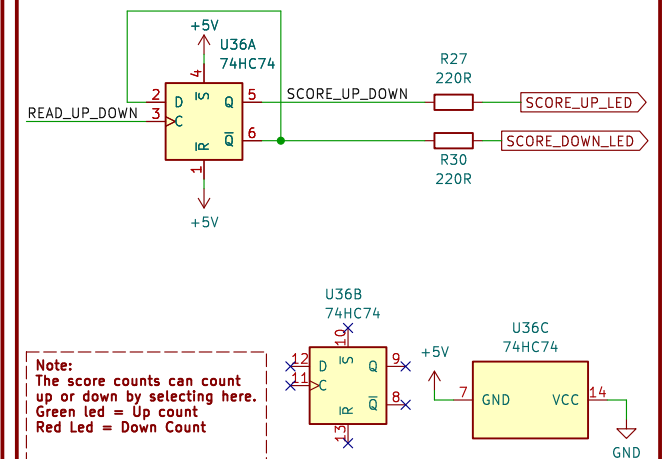 +5V
U36A
74HC74
4
2
D
S
Q
5
SCORE_UP_DOWN
READ_UP_DOWN
3
C
R
Q
6
1
+5V
R27
220R
SCORE_UP_LED
SCORE_DOWN_LED
R30
220R
U36B
74HC74
10
12
D
S
Q
9
11
C
R
Q
8
13
+5V
U36C
74HC74
7
GND
VCC
14
GND
Note:
The score counts can count
up or down by selecting here.
Green led = Up count
Red Led = Down Count